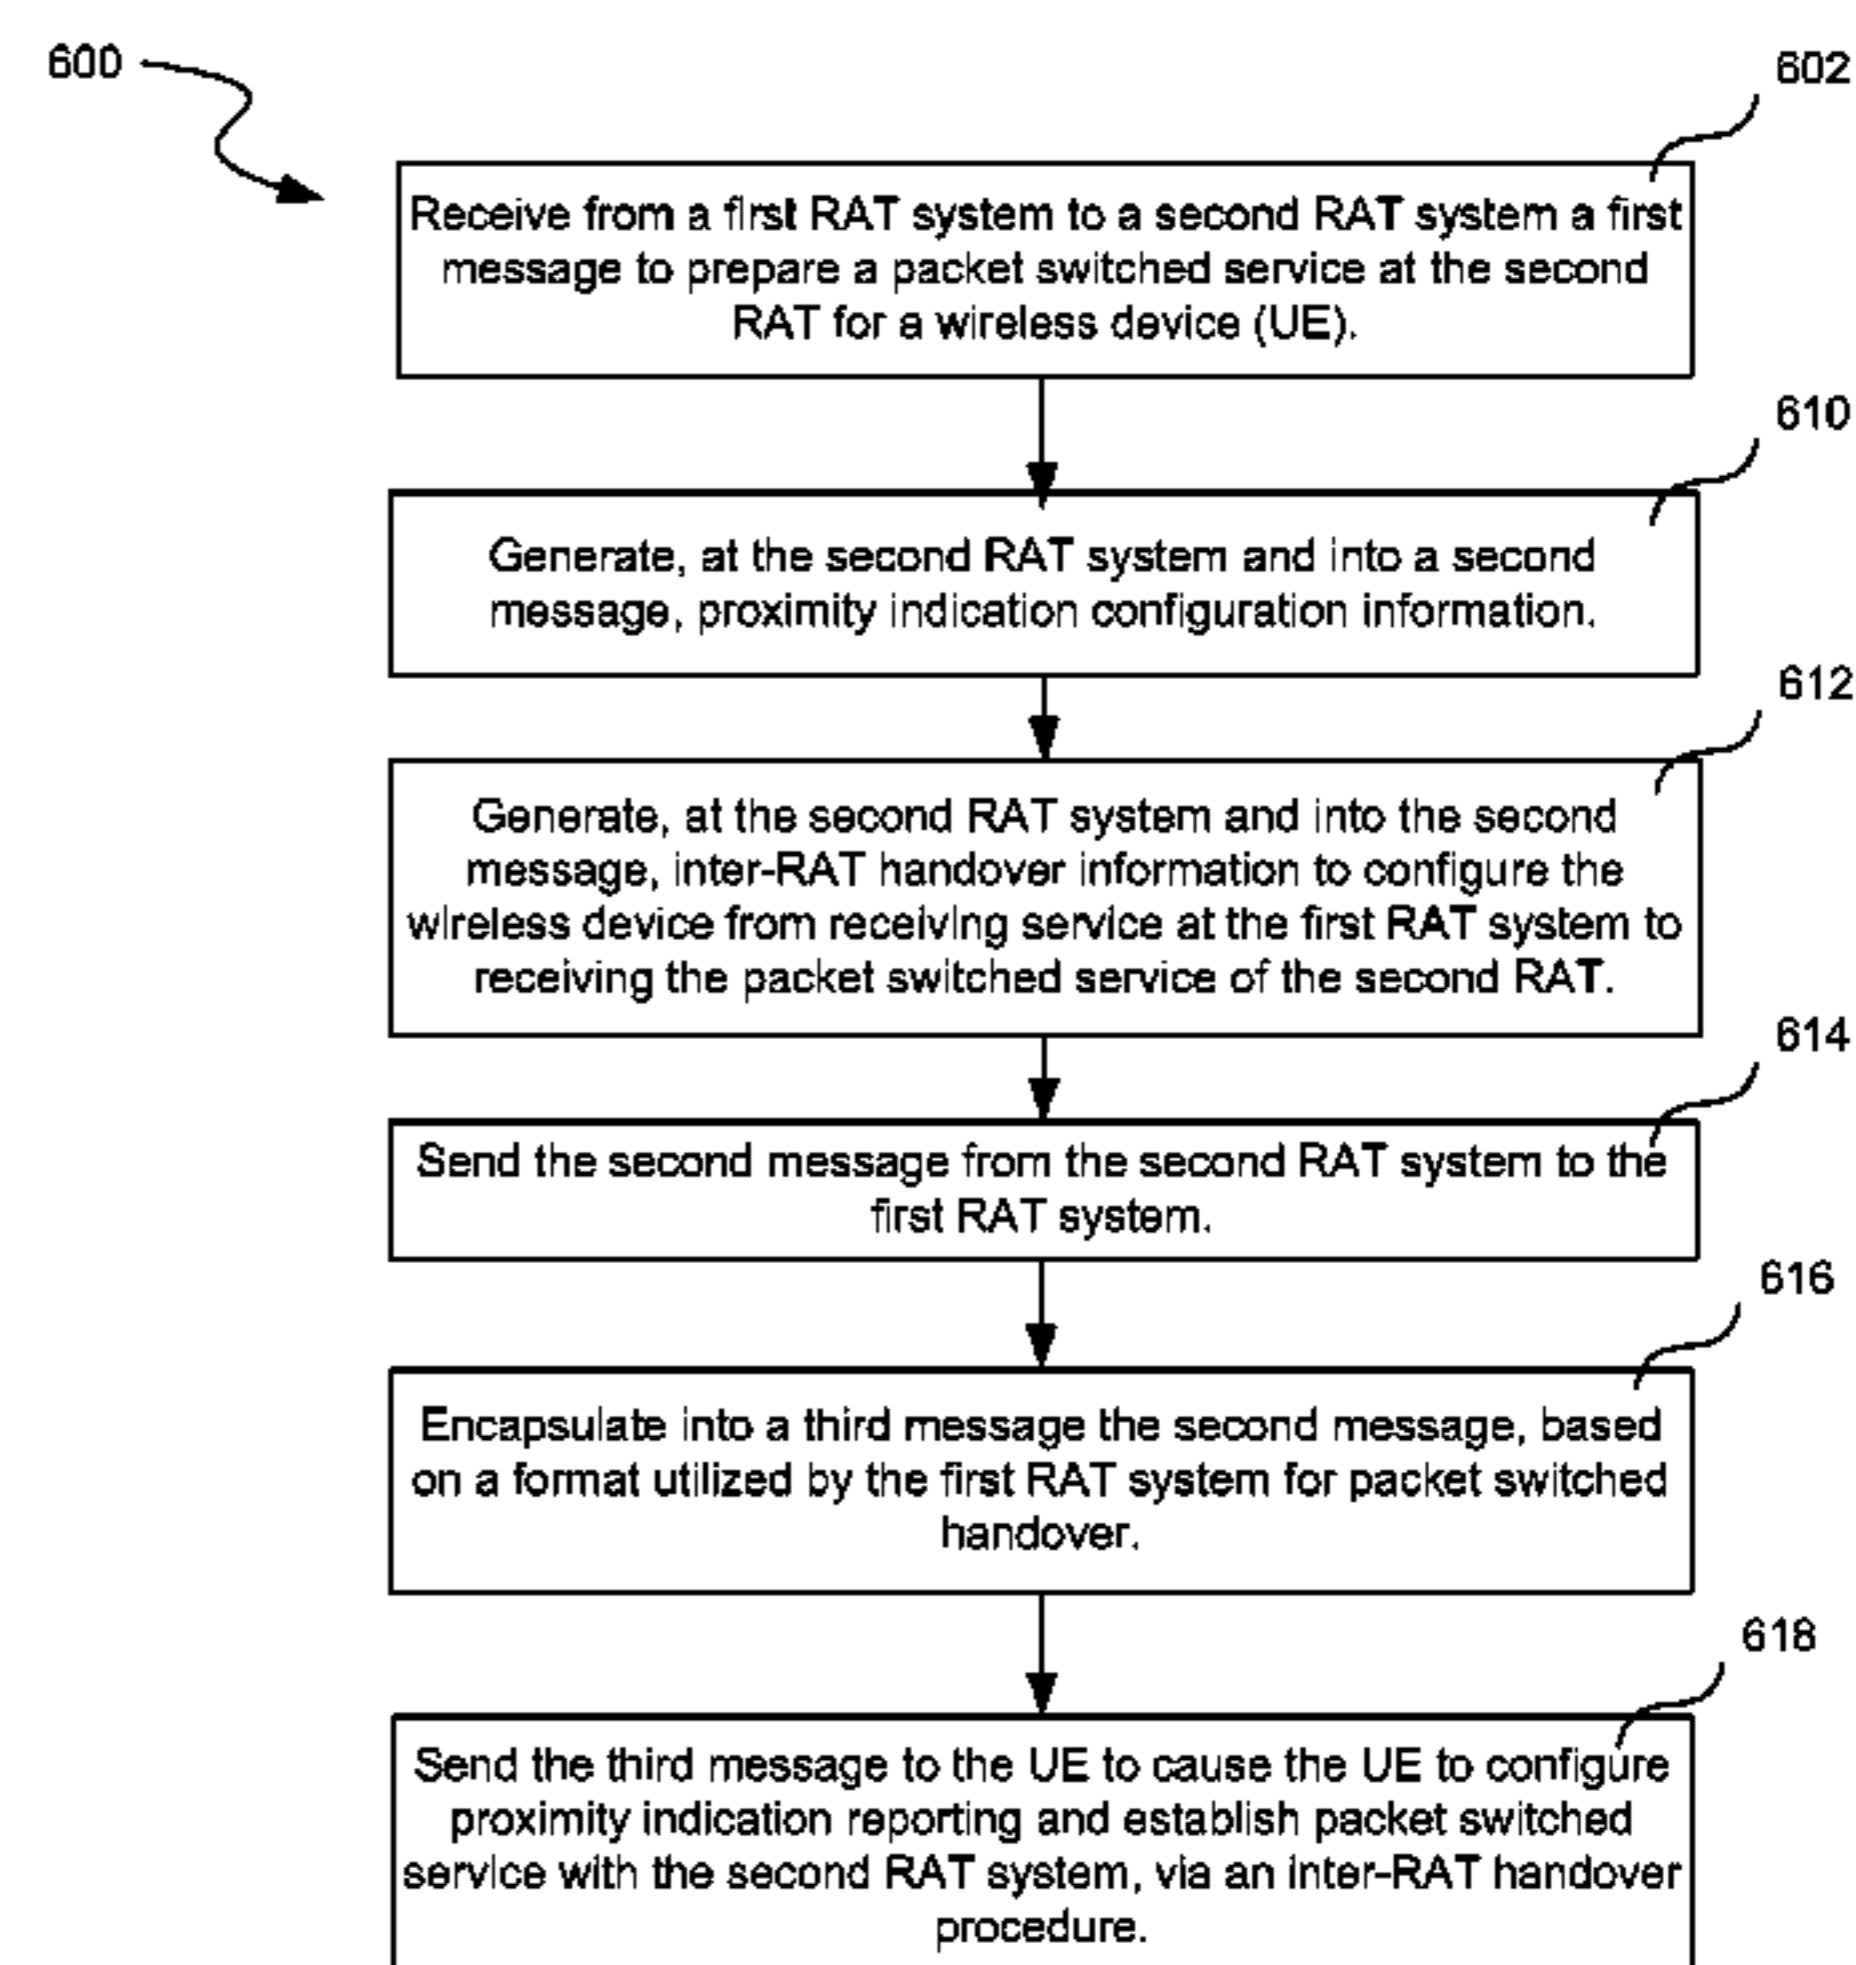 600
602
Receive from a first RAT system to a second RAT system a first
message to prepare a packet switched service at the second
RAT for a wireless device (UE).
610
Generate, at the second RAT system and into a second
message, proximity indication configuration information.
612
Generate, at the second RAT system and into the second
message, inter-RAT handover information to configure the
wireless device from receiving service at the first RAT system to
receiving the packet switched service of the second RAT.
614
Send the second message from the second RAT system to the
first RAT system.
616
Encapsulate into a third message the second message, based
on a format utilized by the first RAT system for packet switched
handover.
618
Send the third message to the UE to cause the UE to configure
proximity indication reporting and establish packet switched
service with the second RAT system, via an inter-RAT handover
procedure.